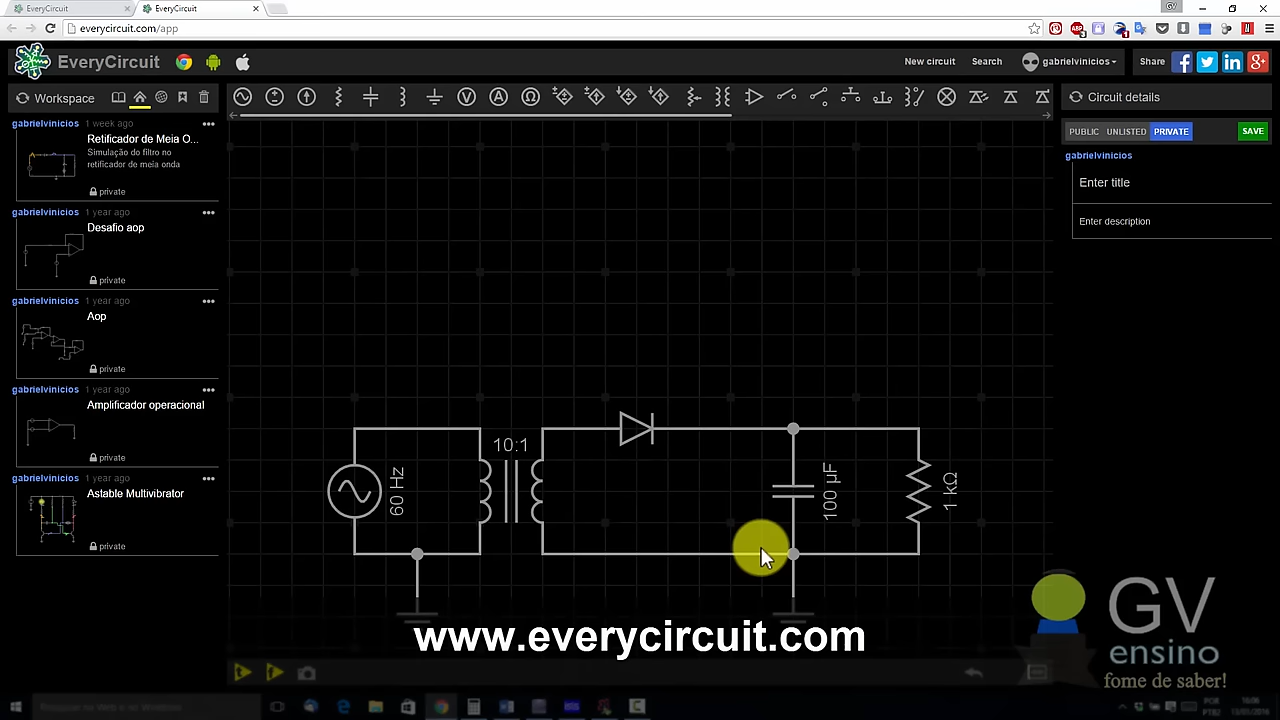 EveryCircuit
EveryCircuit
GV
everycircuit.com/app
EveryCircuit
New circuit
Search
gabrielvinicios
Share
Workspace
Circuit details
gabrielvinicios 1 week ago
Retificador de Meia O...
Simulação do filtro no
retificador de meia onda
private
gabrielvinicios 1 year ago
Desafio aop
private
gabrielvinicios 1 year ago
Aop
private
gabrielvinicios 1 year ago
Amplificador operacional
private
gabrielvinicios 1 year ago
Astable Multivibrator
private
PUBLIC UNLISTED PRIVATE SAVE
gabrielvinicios
Enter title
Enter description
10:1
60 Hz
100 µF
1 kΩ
www.everycircuit.com
GV
ensino
fome de saber!